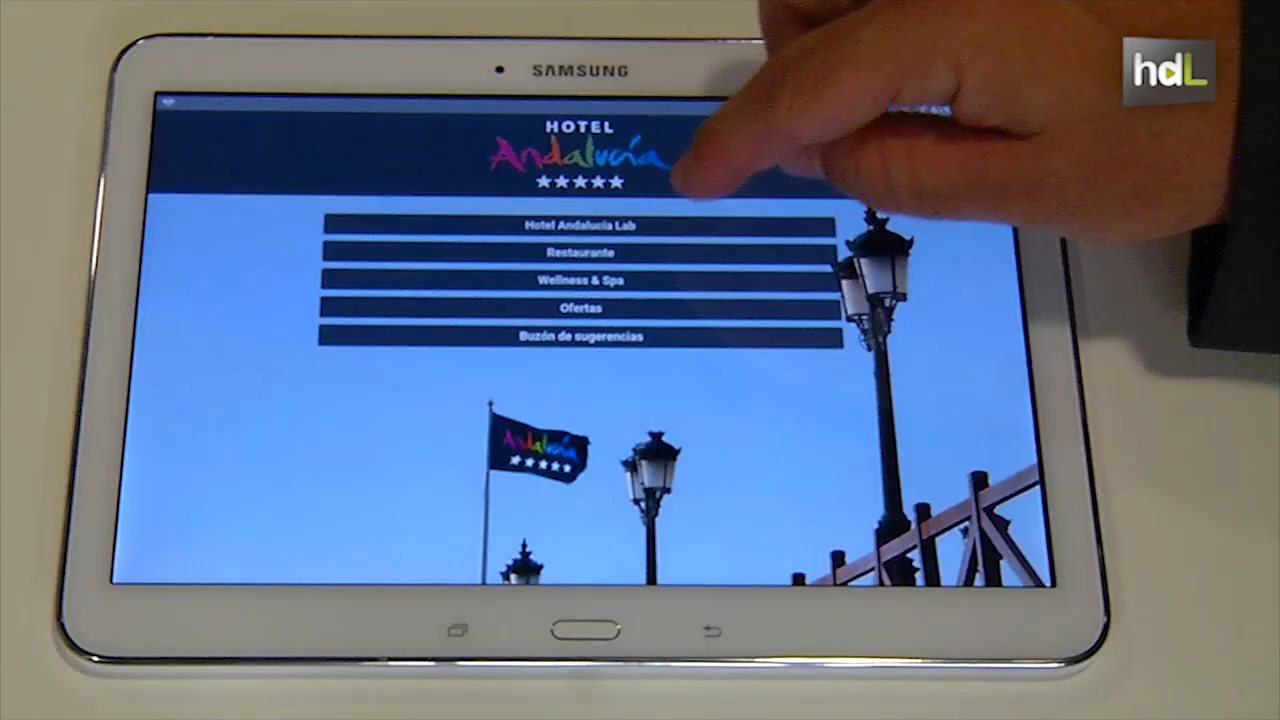 SAMSUNG
hdL
HOTEL
Andalucía
Hotel Andalucía Lab
Restaurante
Wellness & Spa
Ofertas
Buzón de sugerencias
Andalucía